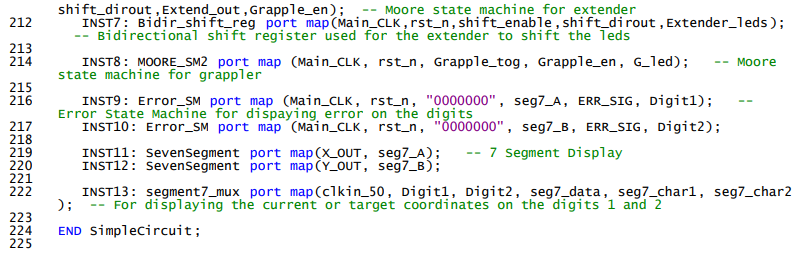 shift_dirout,Extend_out,Grapple_en);  -- Moore state machine for extender
212 INST7: Bidir_shift_reg port map(Main_CLK,rst_n,shift_enable,shift_dirout,Extender_leds);
-- Bidirectional shift register used for the extender to shift the leds
213
214 INST8: MOORE_SM2 port map (Main_CLK, rst_n, Grapple_tog, Grapple_en, G_led);   -- Moore
state machine for grappler
215
216 INST9: Error_SM port map (Main_CLK, rst_n, "0000000", seg7_A, ERR_SIG, Digit1);   --
Error State Machine for dispaying error on the digits
217 INST10: Error_SM port map (Main_CLK, rst_n, "0000000", seg7_B, ERR_SIG, Digit2);
218
219 INST11: SevenSegment port map(X_OUT, seg7_A);   -- 7 Segment Display
220 INST12: SevenSegment port map(Y_OUT, seg7_B);
221
222 INST13: segment7_mux port map(clkin_50, Digit1, Digit2, seg7_data, seg7_char1, seg7_char2
);  -- For displaying the current or target coordinates on the digits 1 and 2
223
224 END SimpleCircuit;
225